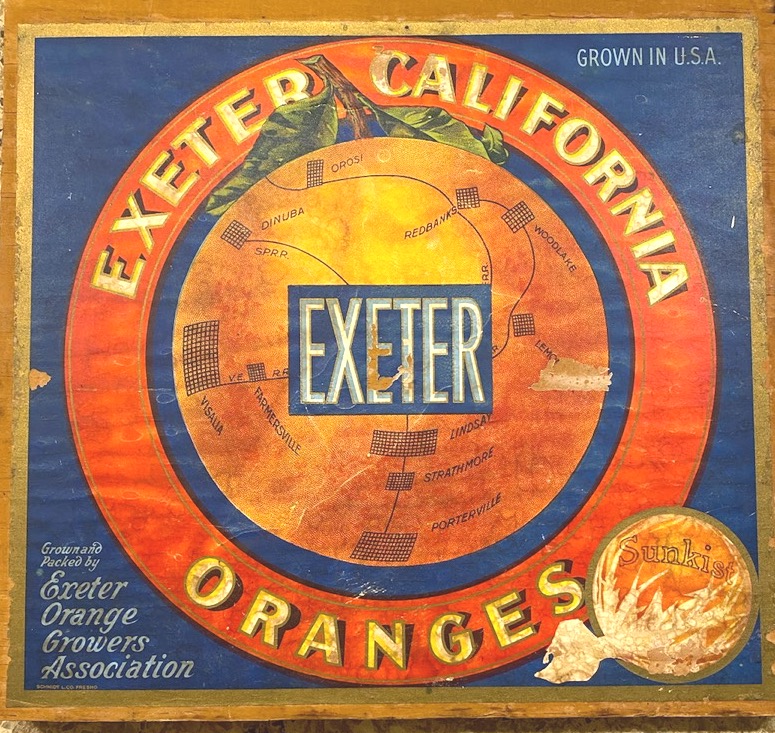 GROWN IN U.S.A.
EXETER CALIFORNIA
OROSI
DINUBA
REDBANKS
WOODLAKE
S.P.R.R.
R.R.
EXETER
R
LEMC
V.E. R.R.
VISALIA
FARMERSVILLE
LINDSAY
STRATHMORE
PORTERVILLE
Sunkist
ORANGES
Grown and
Packed by
Exeter
Orange
Growers
Association
SCHMIDT L.CO. FRESNO